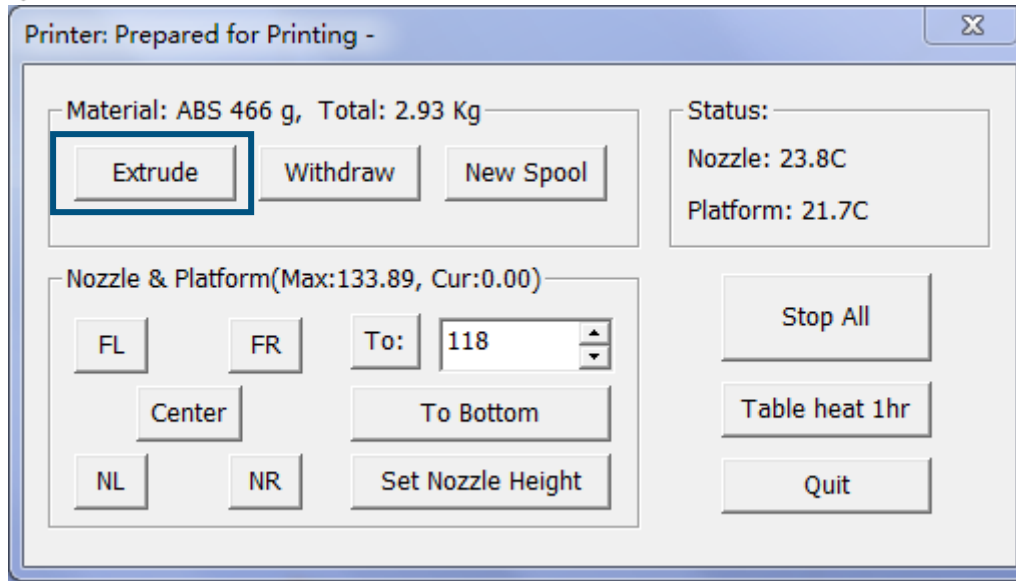 Printer: Prepared for Printing -
Material: ABS 466 g, Total: 2.93 Kg
Extrude
Withdraw
New Spool
Status:
Nozzle: 23.8C
Platform: 21.7C
Nozzle & Platform(Max:133.89, Cur:0.00)
FL
FR
To:
118
Center
To Bottom
NL
NR
Set Nozzle Height
Stop All
Table heat 1hr
Quit